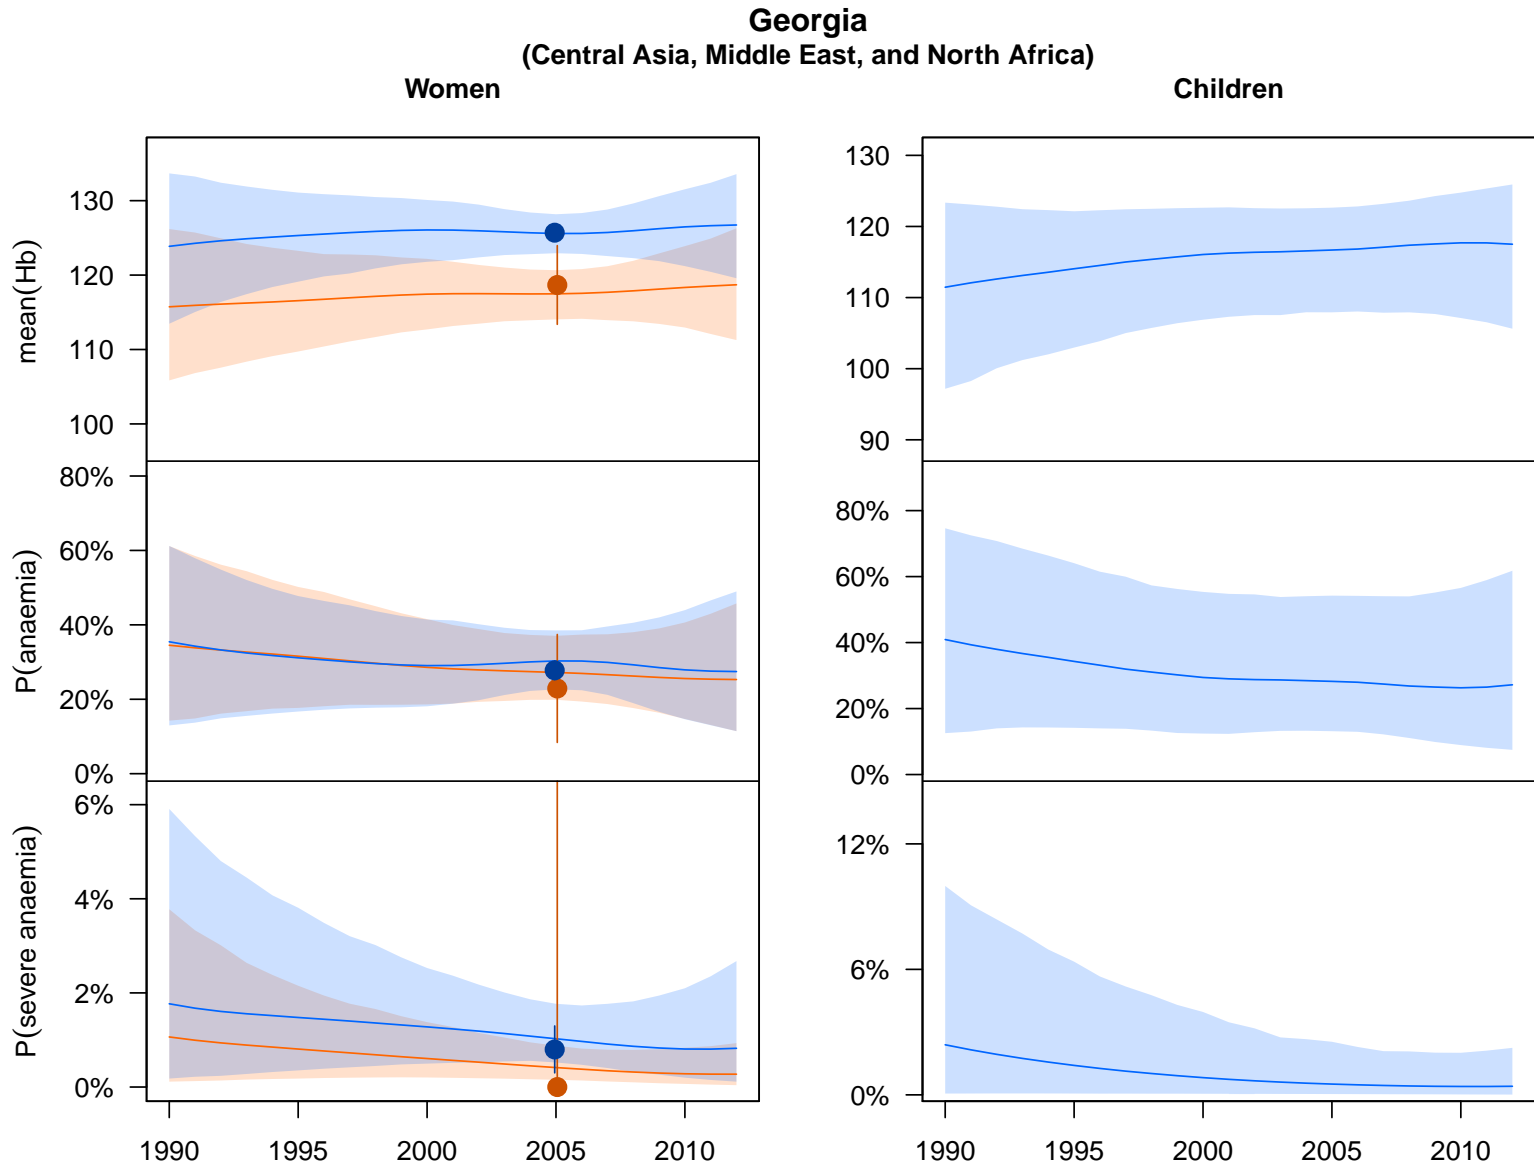 Georgia
(Central Asia, Middle East, and North Africa)
Women
Children
mean(Hb)
130
120
110
100
130
120
110
100
90
P(anaemia)
80%
60%
40%
20%
0%
80%
60%
40%
20%
0%
P(severe anaemia)
6%
4%
2%
0%
12%
6%
0%
1990 1995 2000 2005 2010
1990 1995 2000 2005 2010